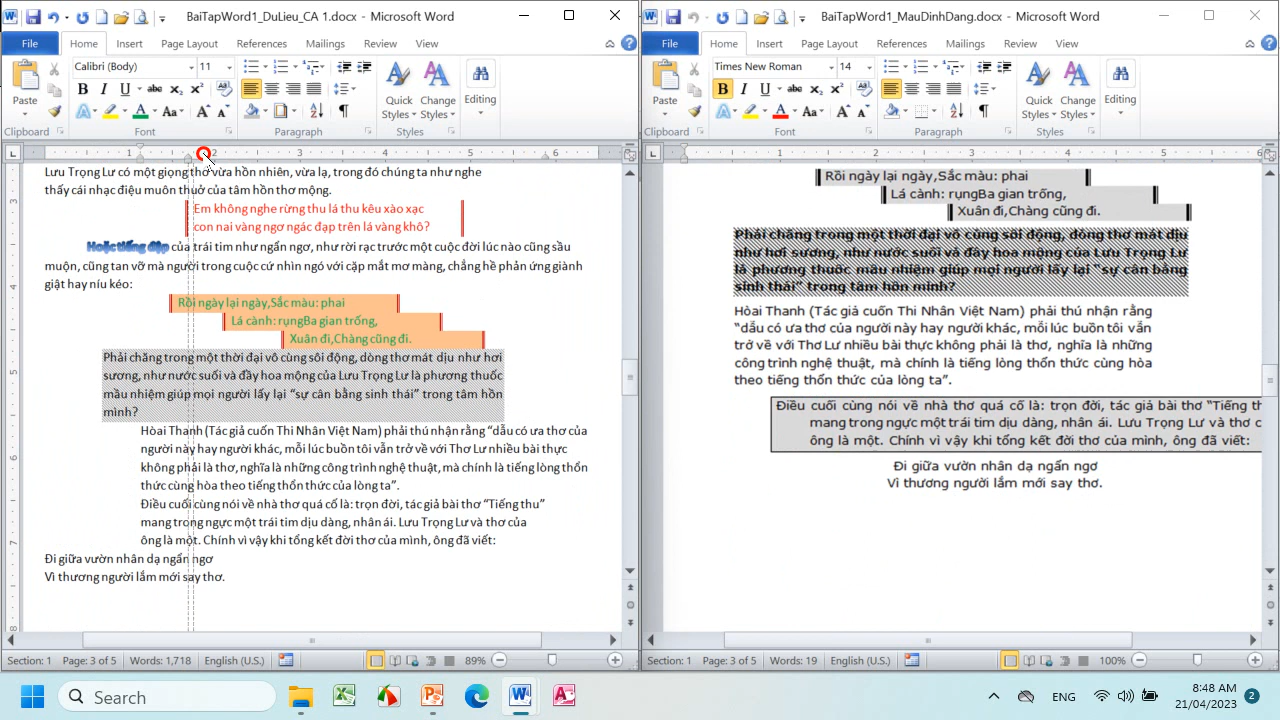 BaiTapWord1_DuLieu_CA 1.docx - Microsoft Word
File Home Insert Page Layout References Mailings Review View
Calibri (Body) 11
Paste
Quick Styles
Change Styles
Editing
Clipboard Font Paragraph Styles
1 2 3 4 5 6
Lưu Trọng Lư có một giọng thơ vừa hồn nhiên, vừa lạ, trong đó chúng ta như nghe
thấy cái nhạc điệu muôn thuở của tâm hồn thơ mộng.
Em không nghe rừng thu lá thu kêu xào xạc
con nai vàng ngơ ngác đạp trên lá vàng khô?
Hoặc tiếng đập của trái tim như ngẩn ngơ, như rời rạc trước một cuộc đời lúc nào cũng sầu
muộn, cũng tan vỡ mà người trong cuộc cứ nhìn ngó với cặp mắt mơ màng, chẳng hề phản ứng giành
giật hay níu kéo:
Rồi ngày lại ngày,Sắc màu: phai
Lá cành: rụngBa gian trống,
Xuân đi,Chàng cũng đi.
Phải chăng trong một thời đại vô cùng sôi động, dòng thơ mát dịu như hơi
sương, như nước suối và đầy hoa mộng của Lưu Trọng Lư là phương thuốc
mầu nhiệm giúp mọi người lấy lại “sự cân bằng sinh thái” trong tâm hồn
mình?
Hòai Thanh (Tác giả cuốn Thi Nhân Việt Nam) phải thú nhận rằng “dẩu có ưa thơ của
người này hay người khác, mỗi lúc buồn tôi vẫn trở về với Thơ Lư nhiều bài thực
không phải là thơ, nghĩa là những công trình nghệ thuật, mà chính là tiếng lòng thổn
thức cùng hòa theo tiếng thổn thức của lòng ta”.
Điều cuối cùng nói về nhà thơ quá cố là: trọn đời, tác giả bài thơ “Tiếng thu”
mang trong ngực một trái tim dịu dàng, nhân ái. Lưu Trọng Lư và thơ của
ông là một. Chính vì vậy khi tổng kết đời thơ của mình, ông đã viết:
Đi giữa vườn nhân dạ ngẩn ngơ
Vì thương người lắm mới say thơ.
3
4
5
6
7
8
Section: 1 Page: 3 of 5 Words: 1,718 English (U.S.) 89%
BaiTapWord1_MauDinhDang.docx - Microsoft Word
File Home Insert Page Layout References Mailings Review View
Times New Roman 14
Paste
Quick Styles
Change Styles
Editing
Clipboard Font Paragraph Styles
1 2 3 4 5 6
Rồi ngày lại ngày,Sắc màu: phai
Lá cành: rụngBa gian trống,
Xuân đi,Chàng cũng đi.
Phải chăng trong một thời đại vô cùng sôi động, dòng thơ mát dịu
như hơi sương, như nước suối và đầy hoa mộng của Lưu Trọng Lư
là phương thuốc mầu nhiệm giúp mọi người lấy lại “sự cân bằng
sinh thái” trong tâm hồn mình?
Hòai Thanh (Tác giả cuốn Thi Nhân Việt Nam) phải thú nhận rằng
“dẩu có ưa thơ của người này hay người khác, mỗi lúc buồn tôi vẫn
trở về với Thơ Lư nhiều bài thực không phải là thơ, nghĩa là những
công trình nghệ thuật, mà chính là tiếng lòng thổn thức cùng hòa
theo tiếng thổn thức của lòng ta”.
Điều cuối cùng nói về nhà thơ quá cố là: trọn đời, tác giả bài thơ “Tiếng th
mang trong ngực một trái tim dịu dàng, nhân ái. Lưu Trọng Lư và thơ c
ông là một. Chính vì vậy khi tổng kết đời thơ của mình, ông đã viết:
Đi giữa vườn nhân dạ ngẩn ngơ
Vì thương người lắm mới say thơ.
Section: 1 Page: 3 of 5 Words: 19 English (U.S.) 100%
Search
ENG
8:48 AM
21/04/2023
2